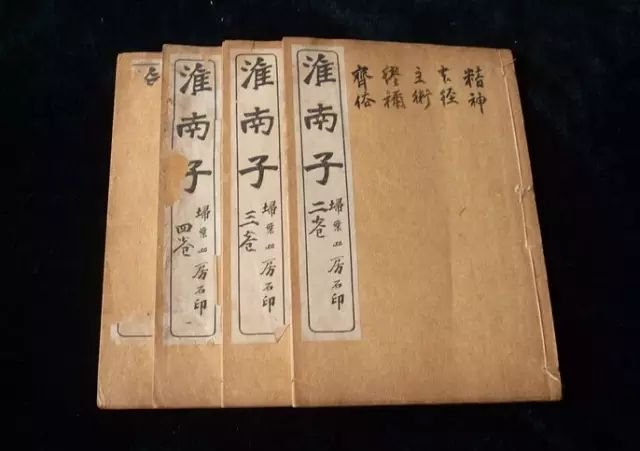 精神
本經
主術
繆稱
齊俗
淮南子
二卷
埽葉山房石印
淮南子
三卷
埽葉山房石印
淮南子
四卷
埽葉山房石印